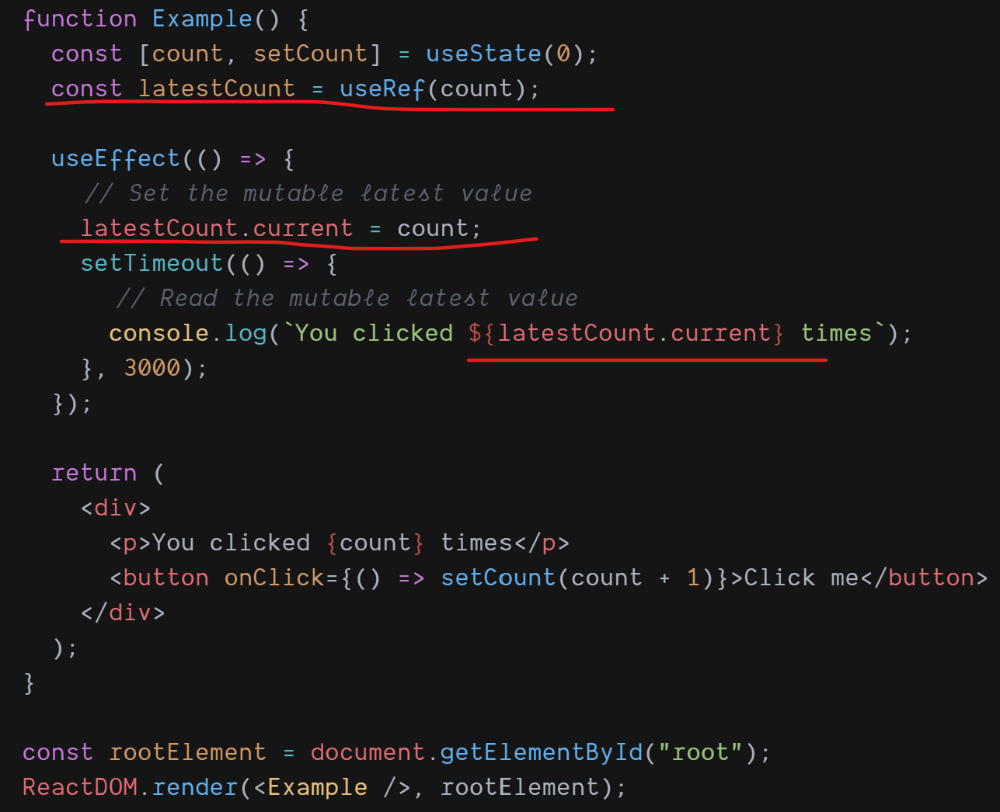 function Example() {
  const [count, setCount] = useState(0);
  const latestCount = useRef(count);

  useEffect(() => {
    // Set the mutable latest value
    latestCount.current = count;
    setTimeout(() => {
      // Read the mutable latest value
      console.log(`You clicked ${latestCount.current} times`);
    }, 3000);
  });

  return (
    <div>
      <p>You clicked {count} times</p>
      <button onClick={() => setCount(count + 1)}>Click me</button>
    </div>
  );
}

const rootElement = document.getElementById("root");
ReactDOM.render(<Example />, rootElement);